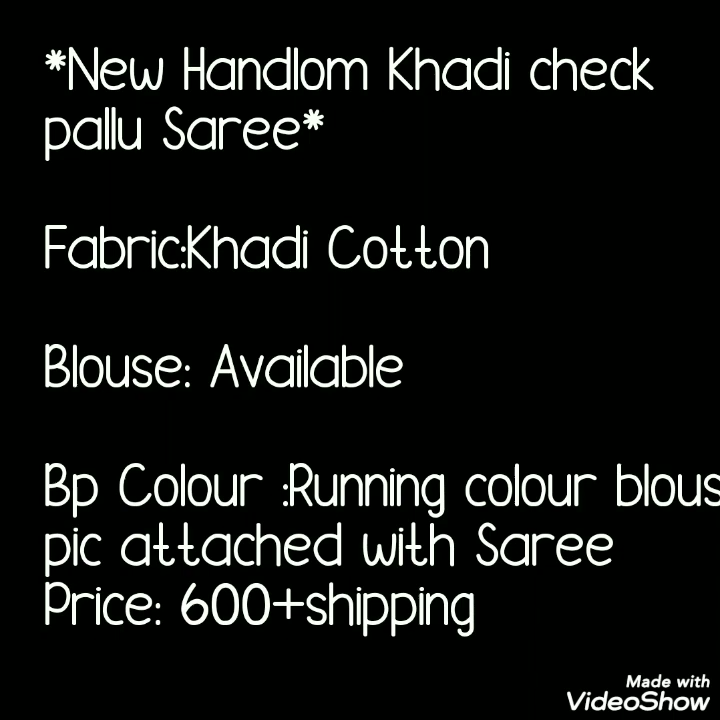 *New Handlom Khadi check
pallu Saree*
Fabric:Khadi Cotton
Blouse: Available
Bp Colour :Running colour blous
pic attached with Saree
Price: 600+shipping
Made with
VideoShow